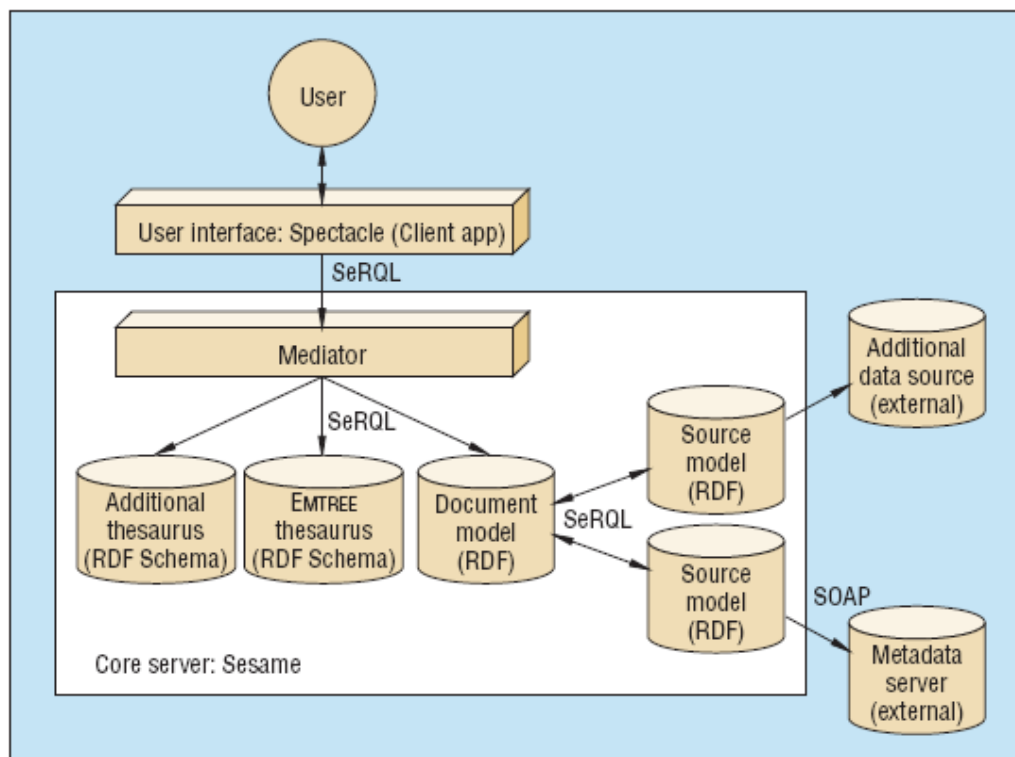 User
User interface: Spectacle (Client app)
SeRQL
Mediator
SeRQL
Additional
thesaurus
(RDF Schema)
EMTREE
thesaurus
(RDF Schema)
Document
model
(RDF)
SeRQL
Source
model
(RDF)
Additional
data source
(external)
Source
model
(RDF)
SOAP
Metadata
server
(external)
Core server: Sesame